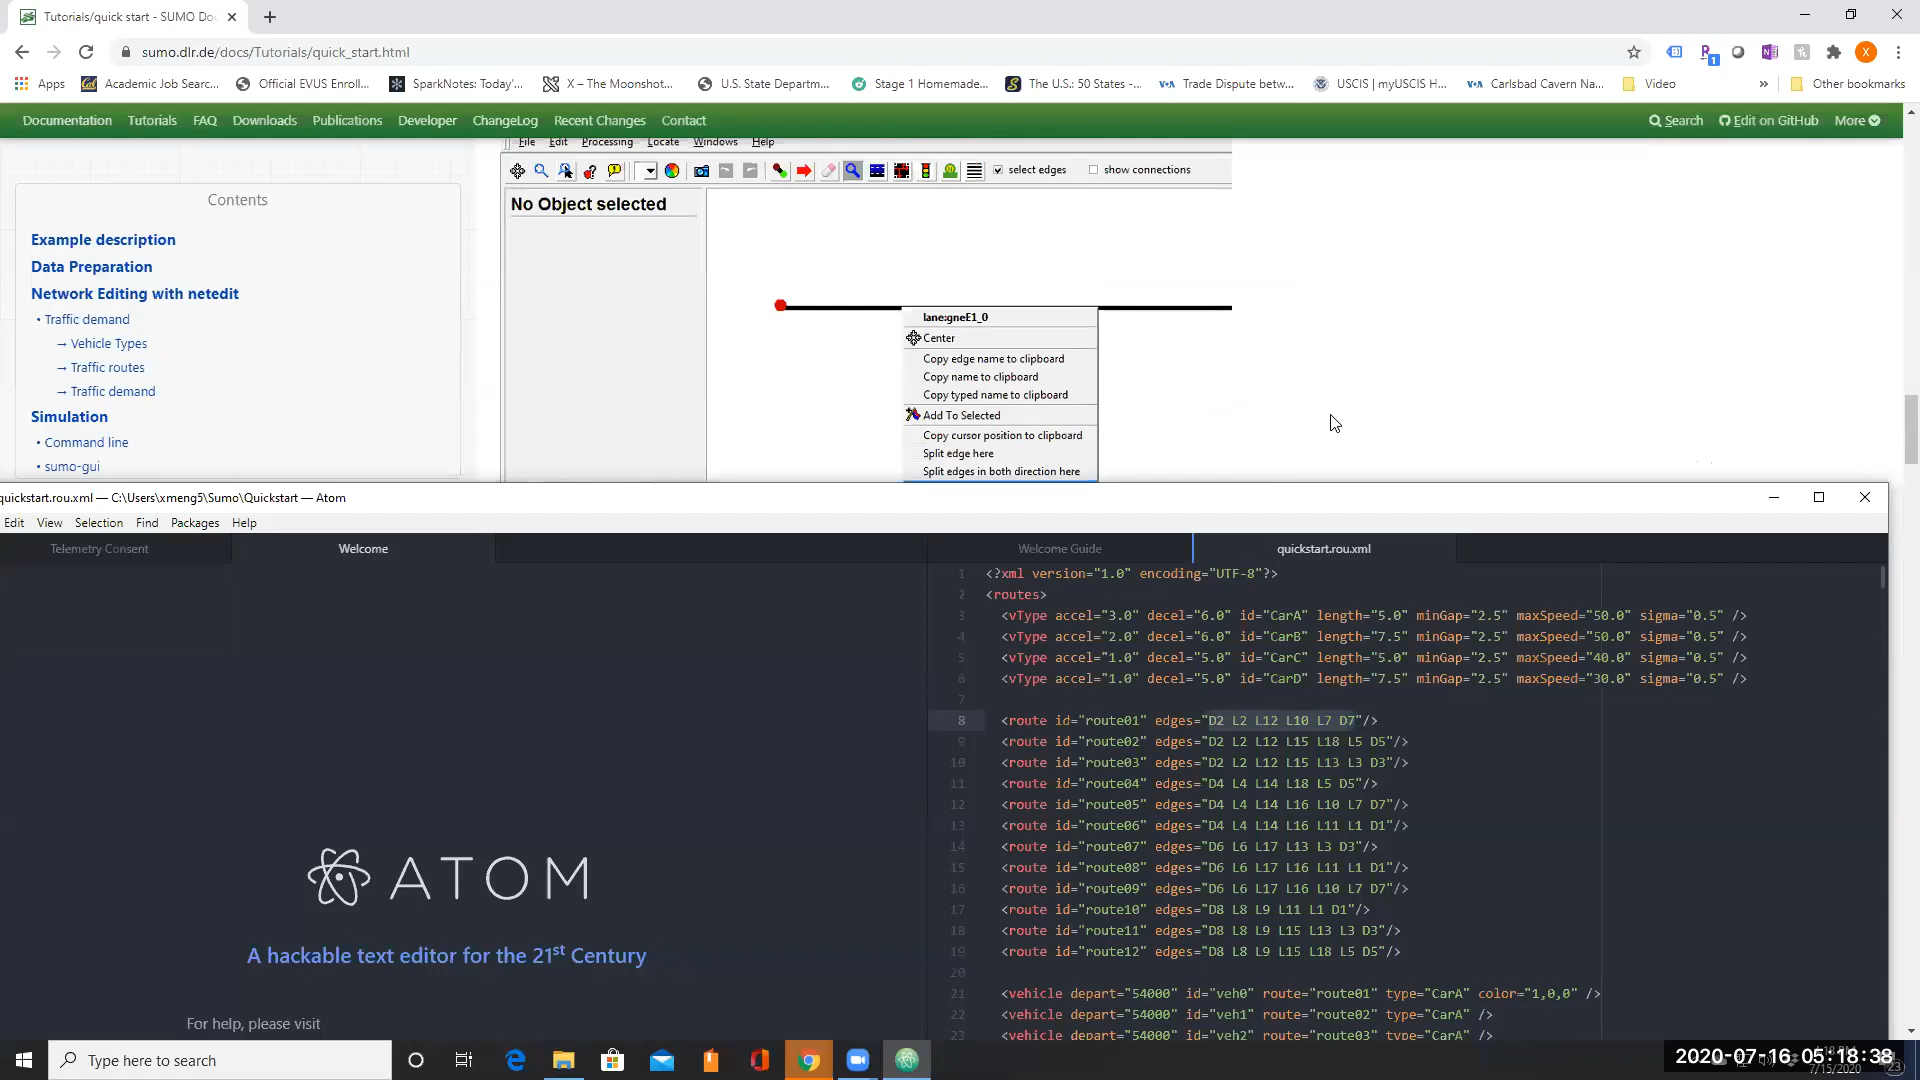 Tutorials/quick start - SUMO Doc
sumo.dlr.de/docs/Tutorials/quick_start.html
Apps
Academic Job Searc...
Official EVUS Enroll...
SparkNotes: Today'...
X – The Moonshot...
U.S. State Departm...
Stage 1 Homemade...
The U.S.: 50 States -...
Trade Dispute betw...
USCIS | myUSCIS H...
Carlsbad Cavern Na...
Video
»
Other bookmarks
Documentation Tutorials FAQ Downloads Publications Developer ChangeLog Recent Changes Contact
Search Edit on GitHub More
File Edit Processing Locate Windows Help
select edges show connections
No Object selected
Contents
Example description
Data Preparation
Network Editing with netedit
• Traffic demand
→ Vehicle Types
→ Traffic routes
→ Traffic demand
Simulation
• Command line
• sumo-gui
lane:gneE1_0
Center
Copy edge name to clipboard
Copy name to clipboard
Copy typed name to clipboard
Add To Selected
Copy cursor position to clipboard
Split edge here
Split edges in both direction here
quickstart.rou.xml — C:\Users\xmeng5\Sumo\Quickstart — Atom
Edit View Selection Find Packages Help
Telemetry Consent
Welcome
Welcome Guide
quickstart.rou.xml
ATOM
A hackable text editor for the 21st Century
For help, please visit
1 <?xml version="1.0" encoding="UTF-8"?>
2 <routes>
3 <vType accel="3.0" decel="6.0" id="CarA" length="5.0" minGap="2.5" maxSpeed="50.0" sigma="0.5" />
4 <vType accel="2.0" decel="6.0" id="CarB" length="7.5" minGap="2.5" maxSpeed="50.0" sigma="0.5" />
5 <vType accel="1.0" decel="5.0" id="CarC" length="5.0" minGap="2.5" maxSpeed="40.0" sigma="0.5" />
6 <vType accel="1.0" decel="5.0" id="CarD" length="7.5" minGap="2.5" maxSpeed="30.0" sigma="0.5" />
7
8 <route id="route01" edges="D2 L2 L12 L10 L7 D7"/>
9 <route id="route02" edges="D2 L2 L12 L15 L18 L5 D5"/>
10 <route id="route03" edges="D2 L2 L12 L15 L13 L3 D3"/>
11 <route id="route04" edges="D4 L4 L14 L18 L5 D5"/>
12 <route id="route05" edges="D4 L4 L14 L16 L10 L7 D7"/>
13 <route id="route06" edges="D4 L4 L14 L16 L11 L1 D1"/>
14 <route id="route07" edges="D6 L6 L17 L13 L3 D3"/>
15 <route id="route08" edges="D6 L6 L17 L16 L11 L1 D1"/>
16 <route id="route09" edges="D6 L6 L17 L16 L10 L7 D7"/>
17 <route id="route10" edges="D8 L8 L9 L11 L1 D1"/>
18 <route id="route11" edges="D8 L8 L9 L15 L13 L3 D3"/>
19 <route id="route12" edges="D8 L8 L9 L15 L18 L5 D5"/>
20
21 <vehicle depart="54000" id="veh0" route="route01" type="CarA" color="1,0,0" />
22 <vehicle depart="54000" id="veh1" route="route02" type="CarA" />
23 <vehicle depart="54000" id="veh2" route="route03" type="CarA" />
Type here to search
2020-07-16 05:18:38
7/15/2020
23